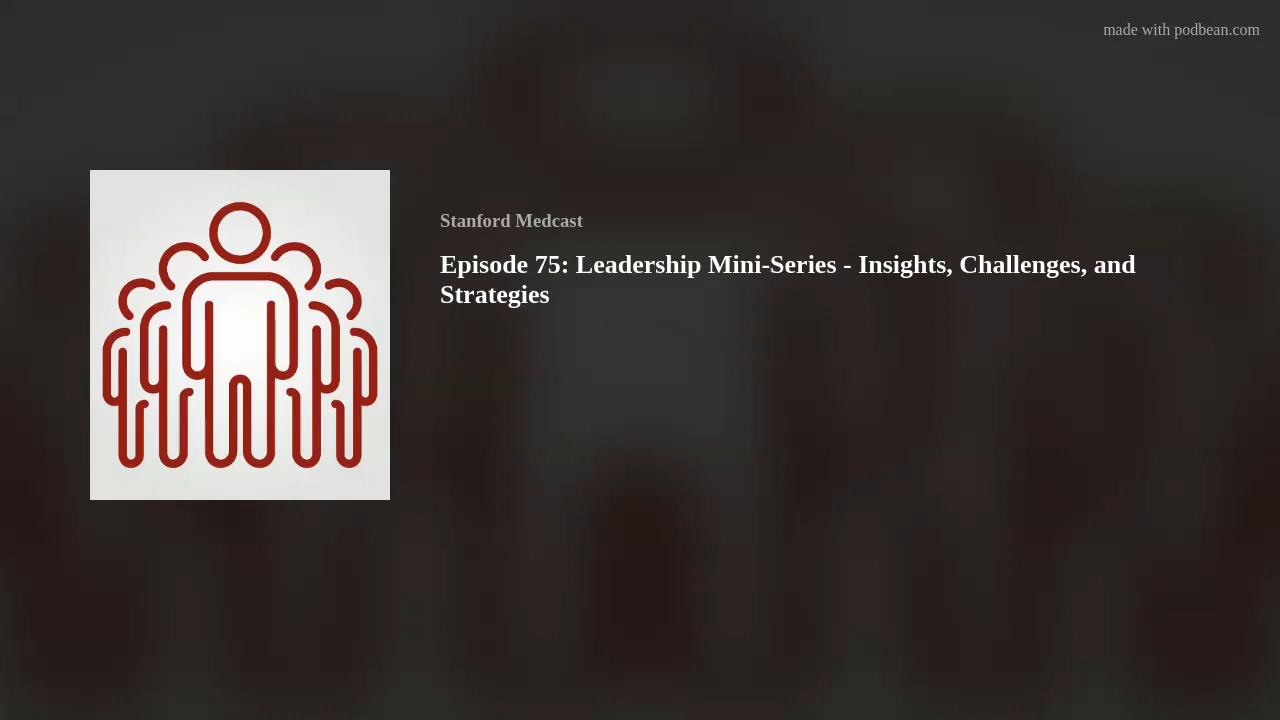 made with podbean.com
Stanford Medcast
Episode 75: Leadership Mini-Series - Insights, Challenges, and
Strategies